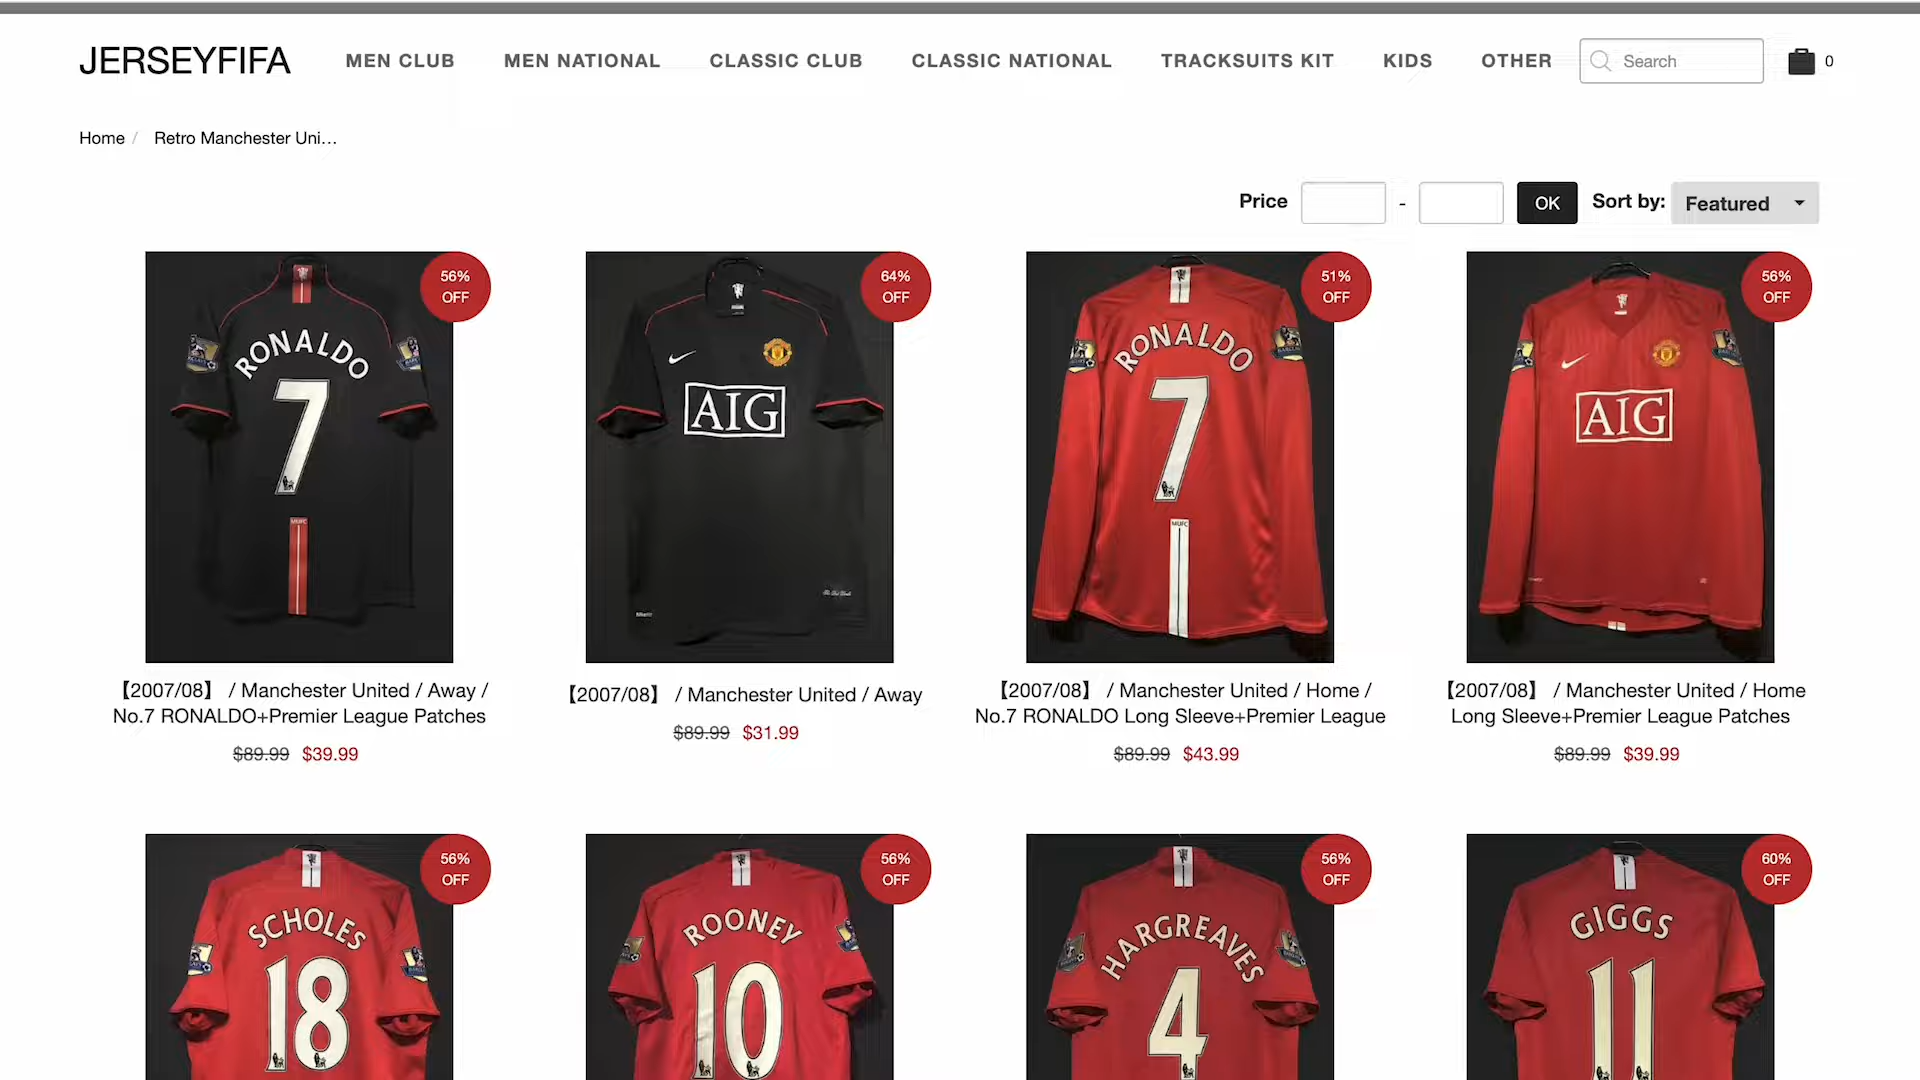 JERSEYFIFA
MEN CLUB
MEN NATIONAL
CLASSIC CLUB
CLASSIC NATIONAL
TRACKSUITS KIT
KIDS
OTHER
Search
0
Home / Retro Manchester Uni…
Price - OK Sort by: Featured
56%
OFF
RONALDO
7
MUFC
64%
OFF
AIG
51%
OFF
RONALDO
7
MUFC
56%
OFF
AIG
【2007/08】 / Manchester United / Away /
No.7 RONALDO+Premier League Patches
$89.99 $39.99
【2007/08】 / Manchester United / Away
$89.99 $31.99
【2007/08】 / Manchester United / Home /
No.7 RONALDO Long Sleeve+Premier League
$89.99 $43.99
【2007/08】 / Manchester United / Home
Long Sleeve+Premier League Patches
$89.99 $39.99
56%
OFF
SCHOLES
18
56%
OFF
ROONEY
10
56%
OFF
HARGREAVES
4
60%
OFF
GIGGS
11